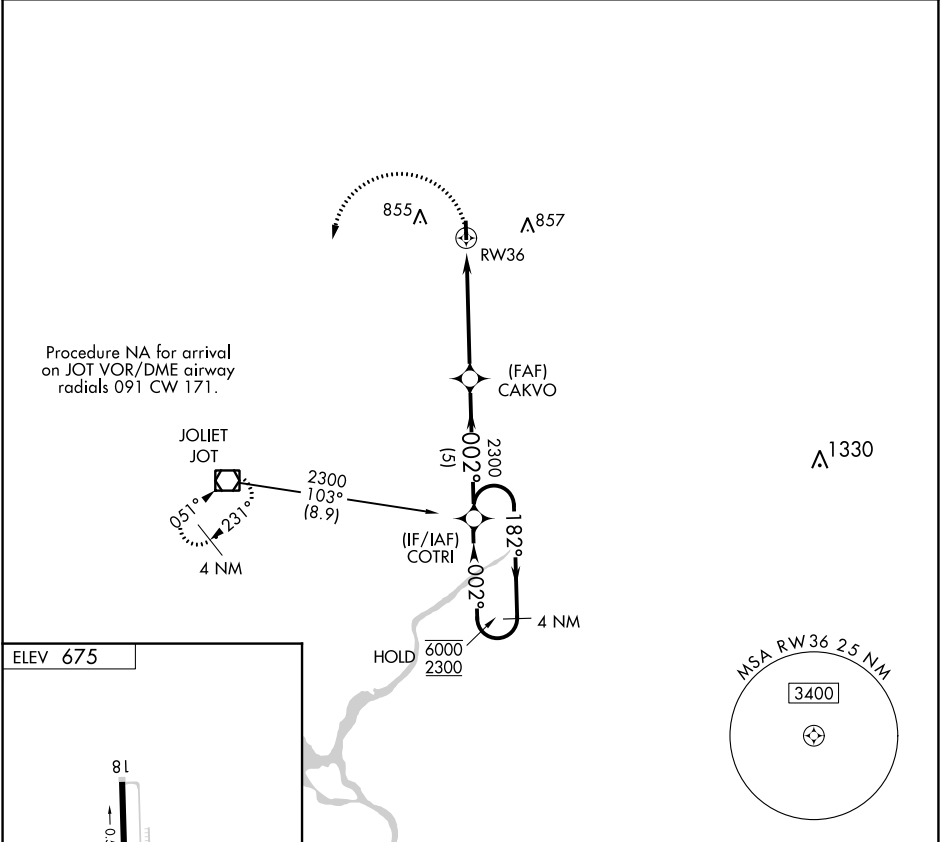 855
857
RW36
Procedure NA for arrival
on JOT VOR/DME airway
radials 091 CW 171.
(FAF)
CAKVO
JOLIET
JOT
2300
103°
(8.9)
002°
(5)
2300
1330
051°
231°
4 NM
(IF/IAF)
COTRI
182°
002°
4 NM
HOLD 6000
2300
ELEV 675
MSA RW36 25 NM
3400
18